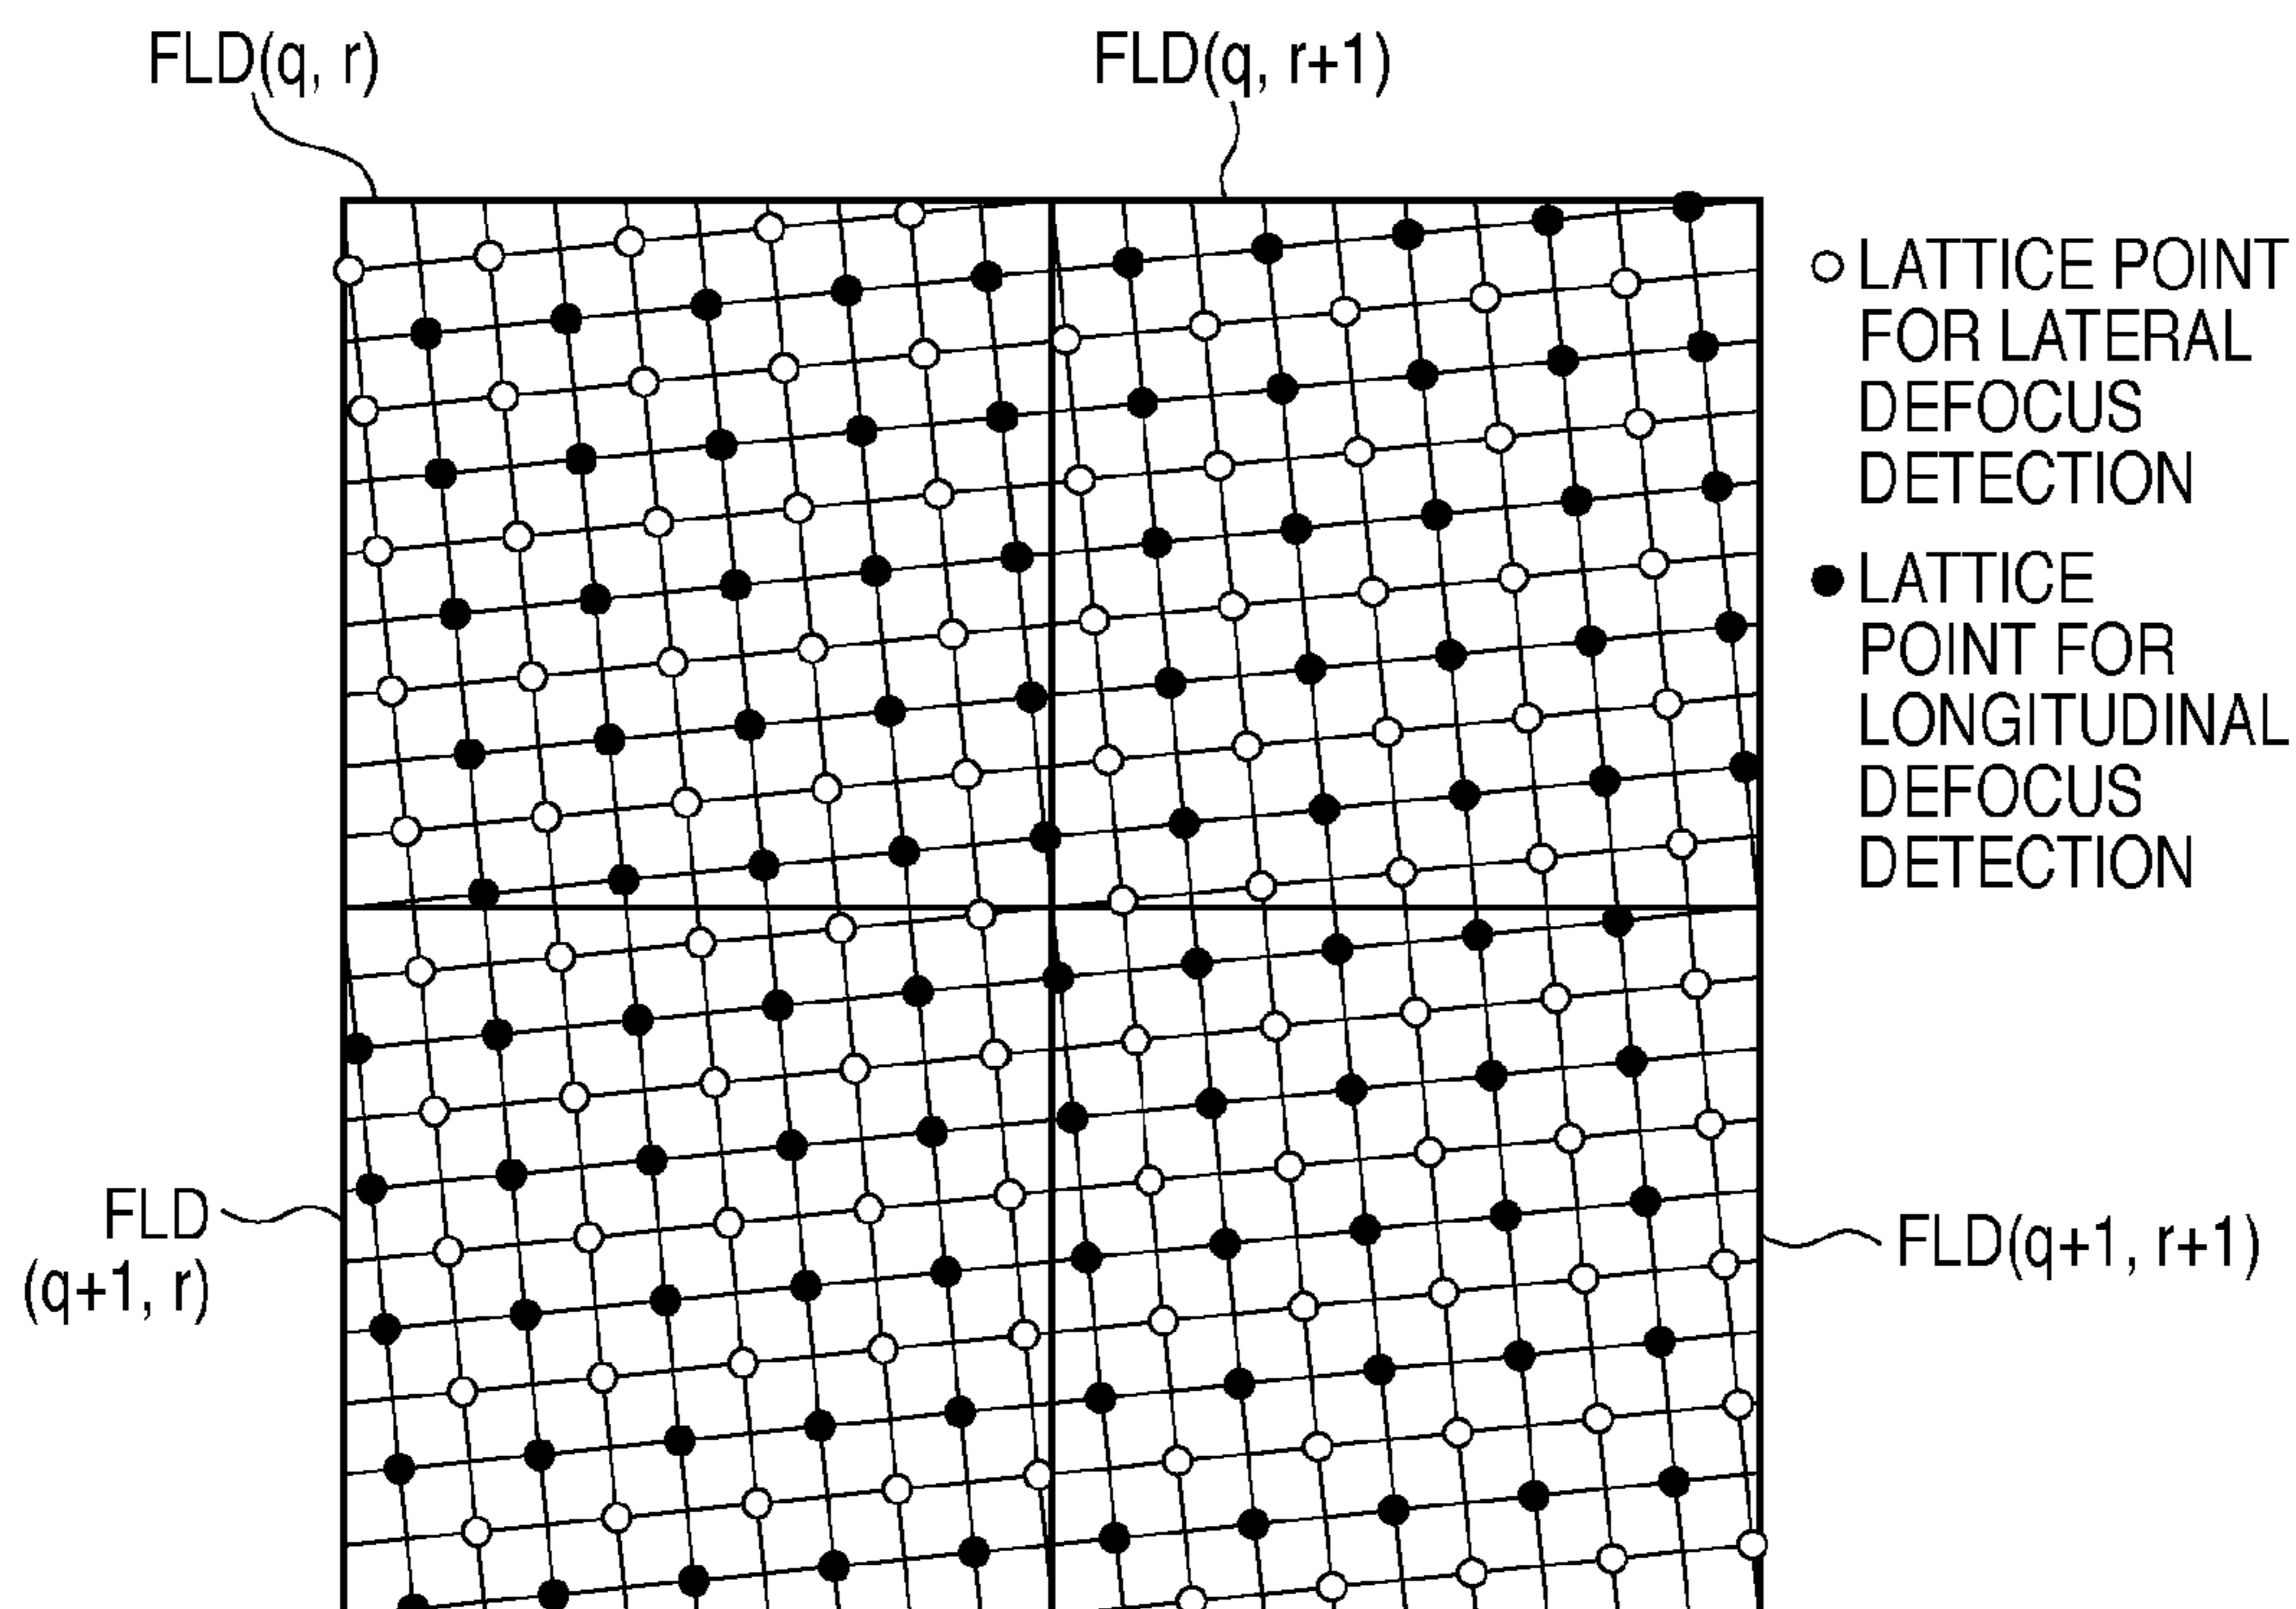 FLD(q, r)
FLD(q, r+1)
LATTICE POINT
FOR LATERAL
DEFOCUS
DETECTION
LATTICE
POINT FOR
LONGITUDINAL
DEFOCUS
DETECTION
FLD
(q+1, r)
FLD(q+1, r+1)